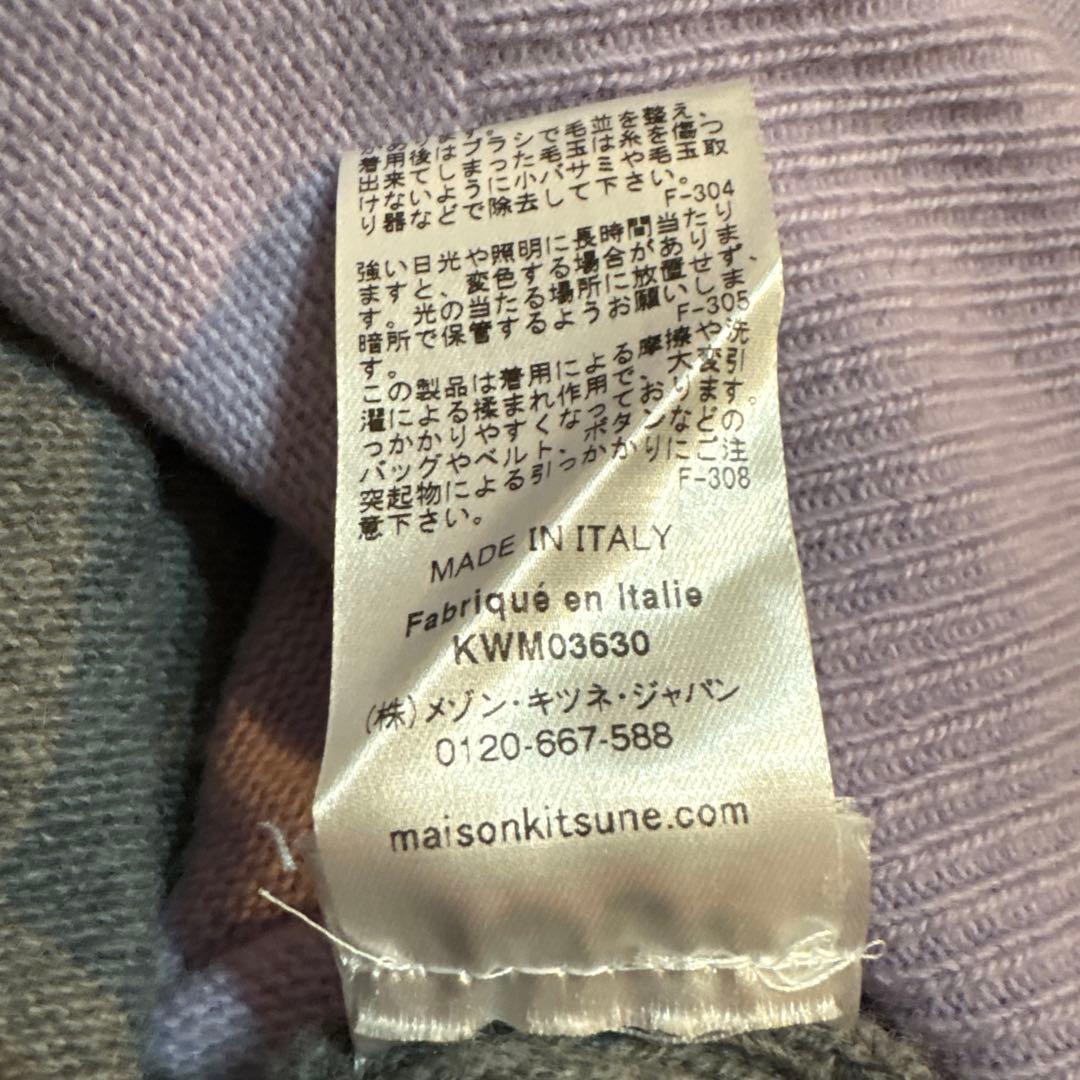 着用後はブラシで毛並を整え、つ
出来てしまった毛玉は糸を傷
けないように小バサミや毛玉取
り器などで除去して下さい。
F-304
強い日光や照明に長時間当たり
ますと、変色する場合があります
す。光の当たる場所に放置せず、
暗所で保管するようお願いしま
す。
F-305
この製品は着用による摩擦や洗
濯による揉まれ作用で、大変引
っかかりやすくなっております。
バッグやベルト、ボタンなどの
突起物による引っかかりにご注
意下さい。
F-308
MADE IN ITALY
Fabriqué en Italie
KWM03630
(株)メゾン・キツネ・ジャパン
0120-667-588
maisonkitsune.com